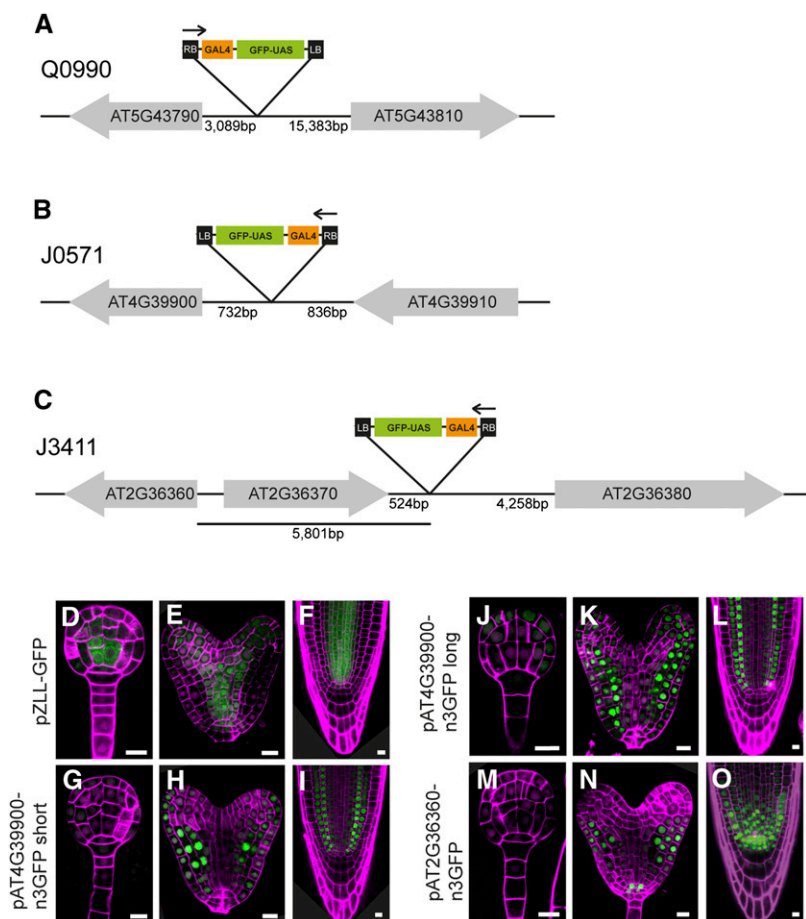 A
Q0990
RB GAL4 GFP-UAS LB
AT5G43790 3,089bp 15,383bp AT5G43810
B
J0571
LB GFP-UAS GAL4 RB
AT4G39900 732bp 836bp AT4G39910
C
J3411
LB GFP-UAS GAL4 RB
AT2G36360 AT2G36370 524bp 4,258bp AT2G36380
5,801bp
pZLL-GFP
D E F
pAT4G39900-
n3GFP short
G H I
pAT4G39900-
n3GFP long
J K L
pAT2G36360-
n3GFP
M N O